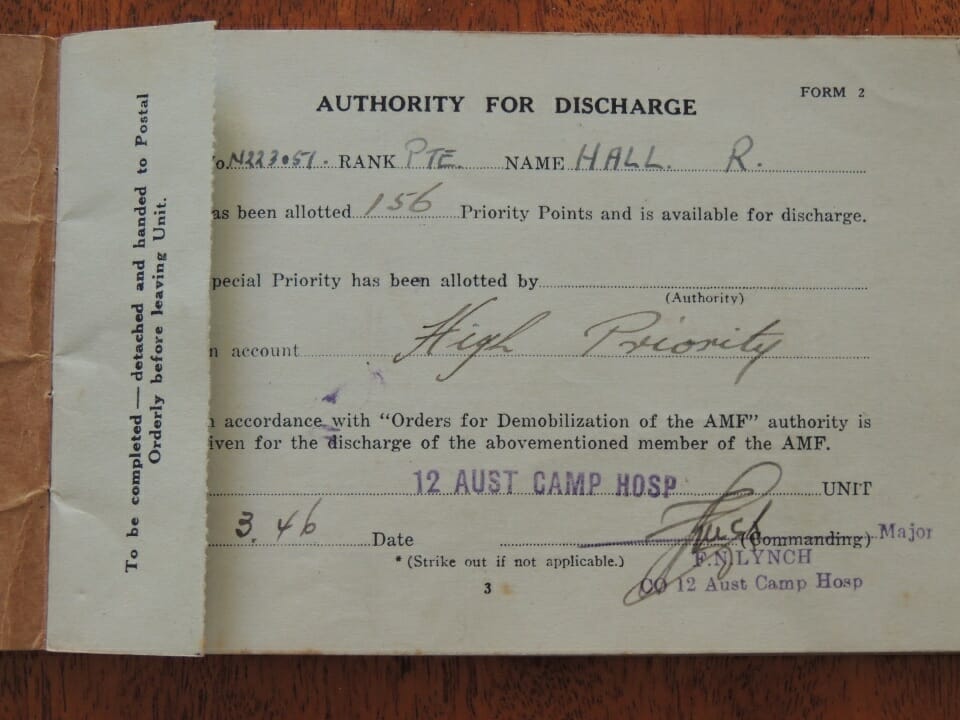 To be completed — detached and handed to Postal
Orderly before leaving Unit.
FORM 2
AUTHORITY FOR DISCHARGE
o. N223051. RANK PTE. NAME HALL. R.
as been allotted 156 Priority Points and is available for discharge.
pecial Priority has been allotted by
(Authority)
n account High Priority
n accordance with “Orders for Demobilization of the AMF” authority is
iven for the discharge of the abovementioned member of the AMF.
12 AUST CAMP HOSP UNIT
3.46 Date (Commanding) Major
* (Strike out if not applicable.) F.N. LYNCH
3 CO 12 Aust Camp Hosp